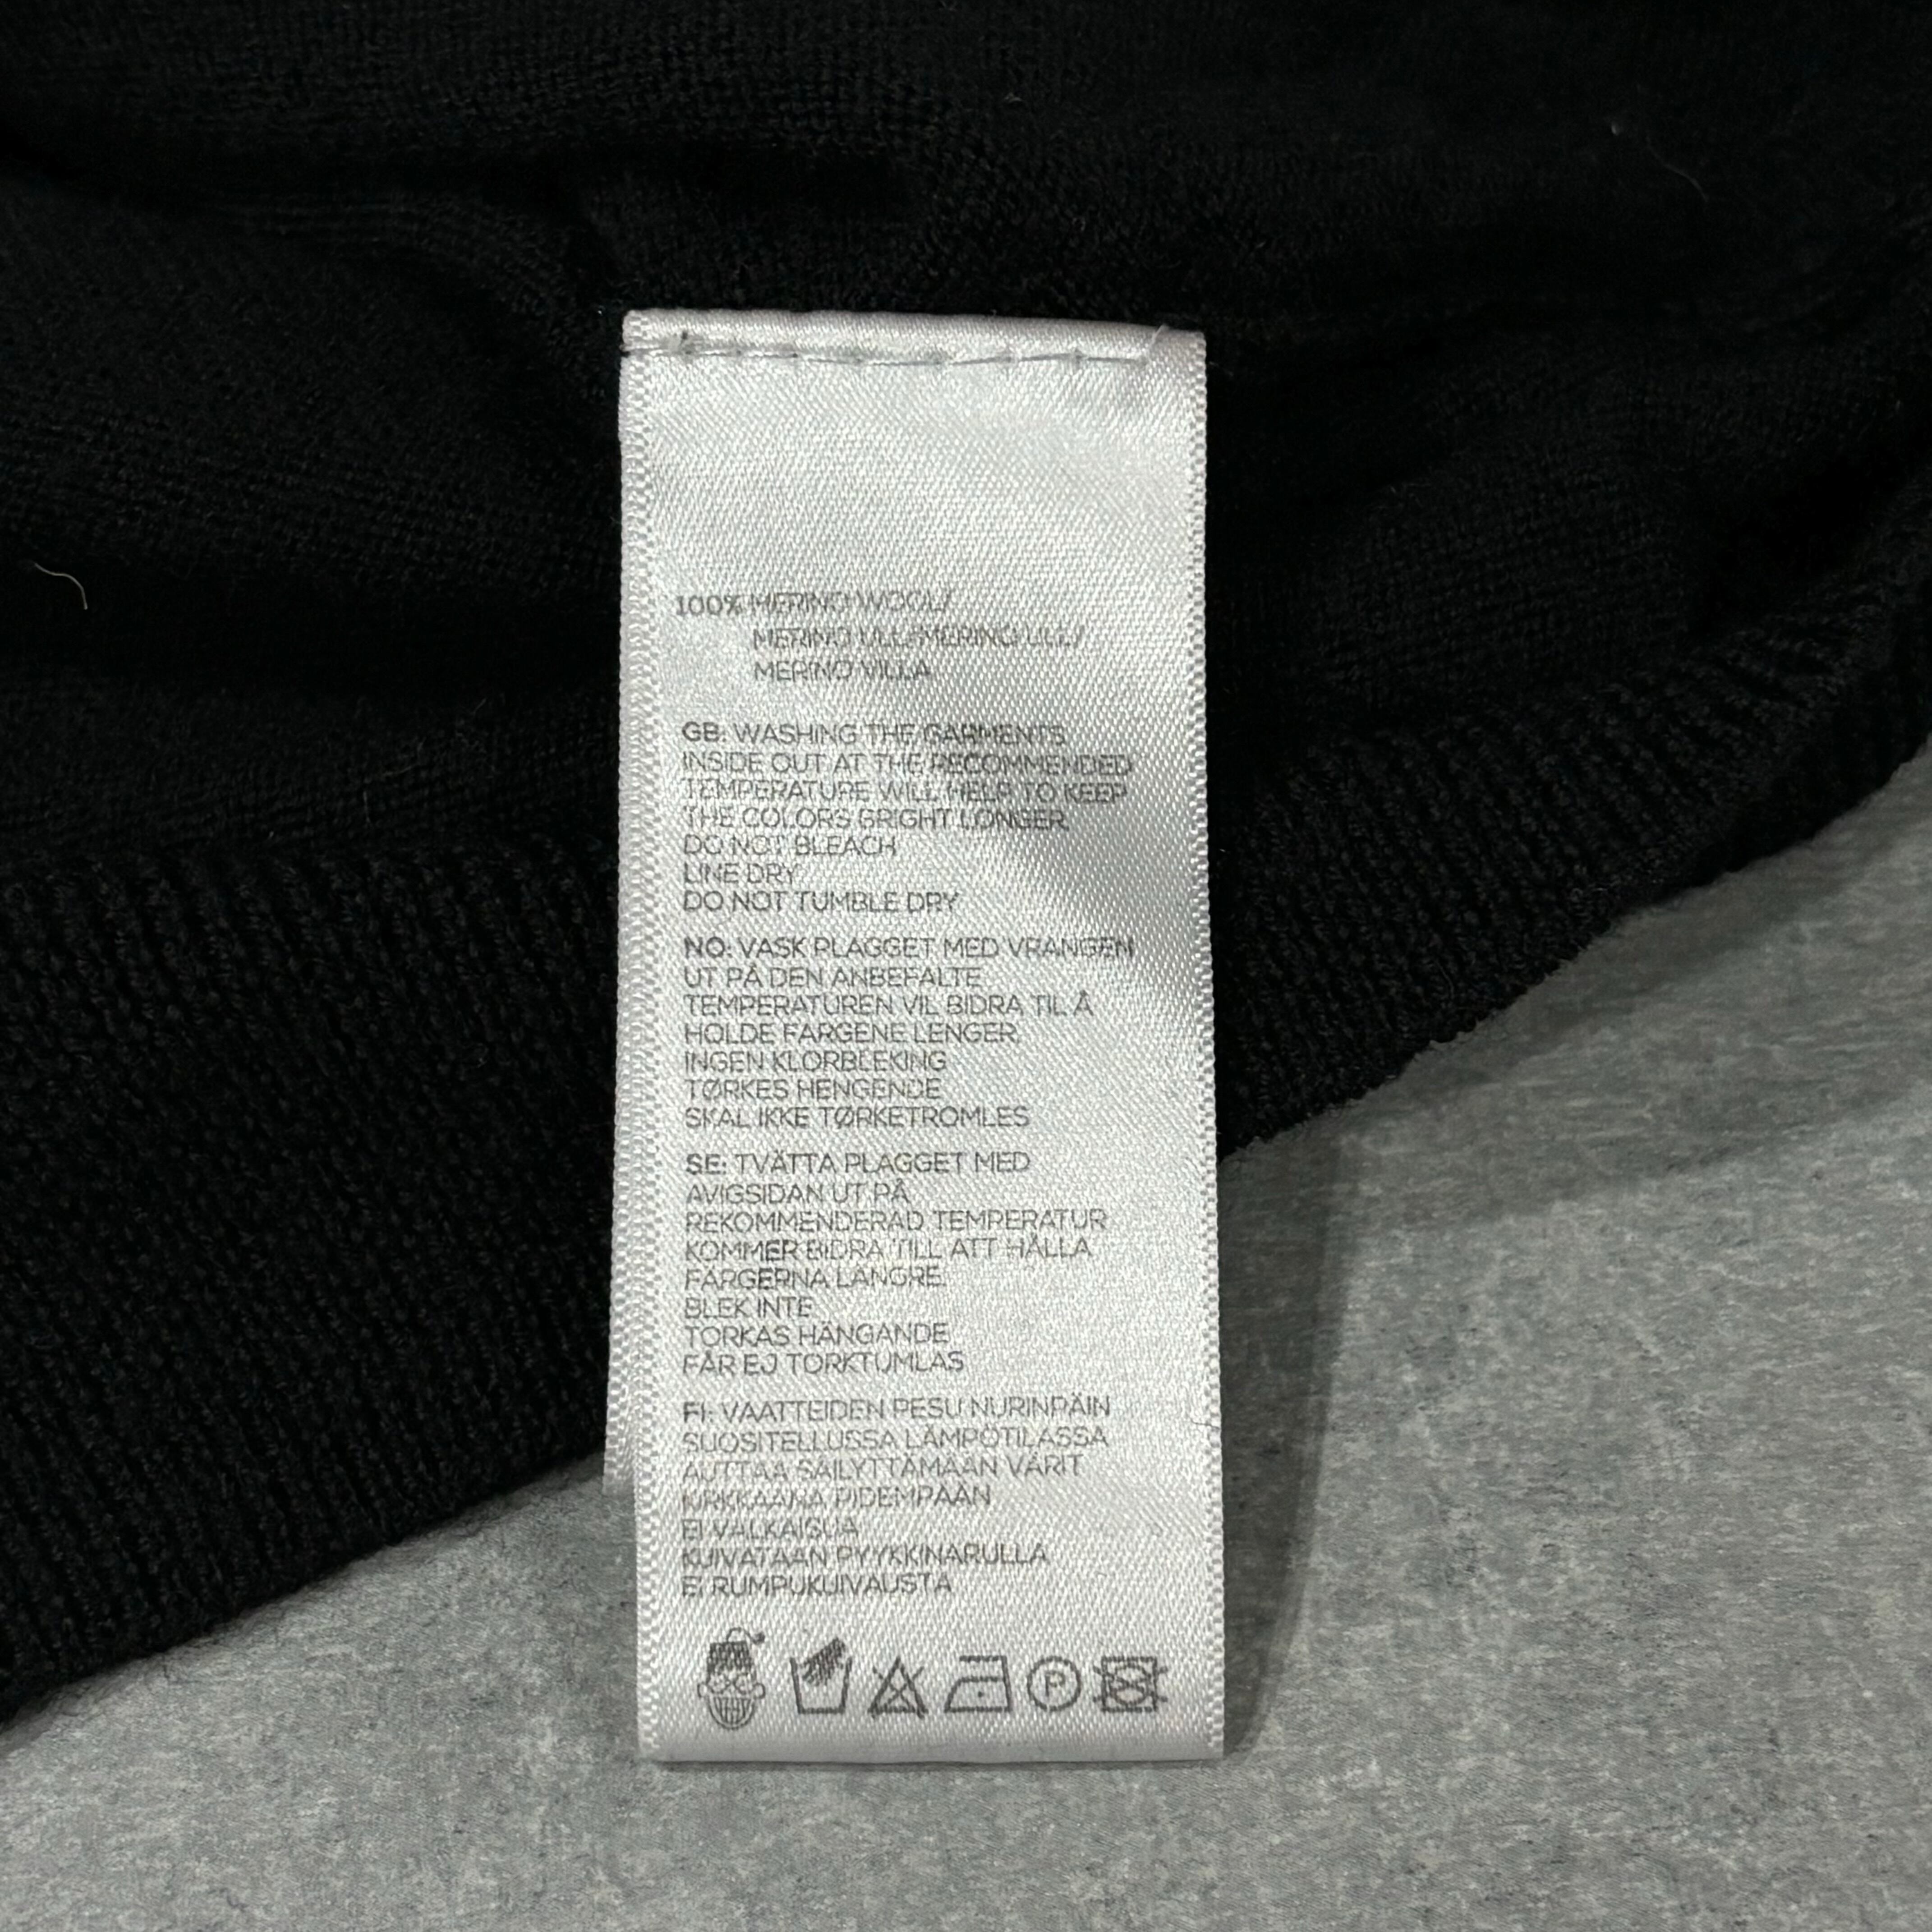 100% MERINO WOOL/
MERINO ULL/MERINO ULL/
MERINO VILLA
GB: WASHING THE GARMENTS
INSIDE OUT AT THE RECOMMENDED
TEMPERATURE WILL HELP TO KEEP
THE COLORS BRIGHT LONGER.
DO NOT BLEACH
LINE DRY
DO NOT TUMBLE DRY
NO: VASK PLAGGET MED VRANGEN
UT PÅ DEN ANBEFALTE
TEMPERATUREN VIL BIDRA TIL Å
HOLDE FARGENE LENGER.
INGEN KLORBLEKING
TØRKES HENGENDE
SKAL IKKE TØRKETROMLES
SE: TVÄTTA PLAGGET MED
AVIGSIDAN UT PÅ
REKOMMENDERAD TEMPERATUR
KOMMER BIDRA TILL ATT HÅLLA
FÄRGERNA LÄNGRE.
BLEK INTE
TORKAS HÄNGANDE
FÅR EJ TORKTUMLAS
FI: VAATTEIDEN PESU NURINPÄIN
SUOSITELLUSSA LÄMPÖTILASSA
AUTTAA SÄILYTTÄMÄÄN VÄRIT
KIRKKAANA PIDEMPÄÄN
EI VALKAISUA
KUIVATAAN PYYKKINARULLA
EI RUMPUKUIVAUSTA
P